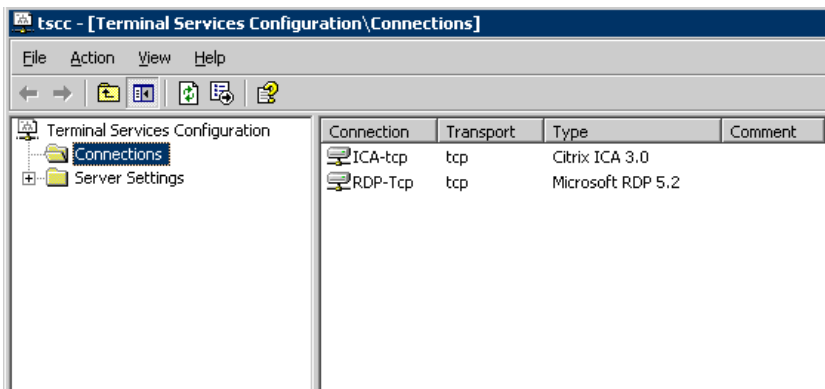 tscc - [Terminal Services Configuration\Connections]
File Action View Help
Terminal Services Configuration
Connections
Server Settings
Connection Transport Type Comment
ICA-tcp tcp Citrix ICA 3.0
RDP-Tcp tcp Microsoft RDP 5.2